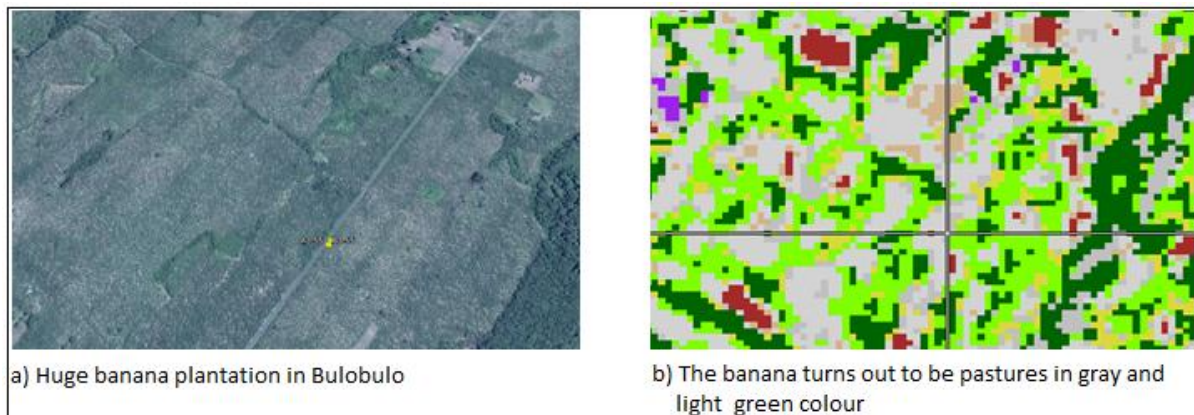 a) Huge banana plantation in Bulobulo
b) The banana turns out to be pastures in gray and
light green colour